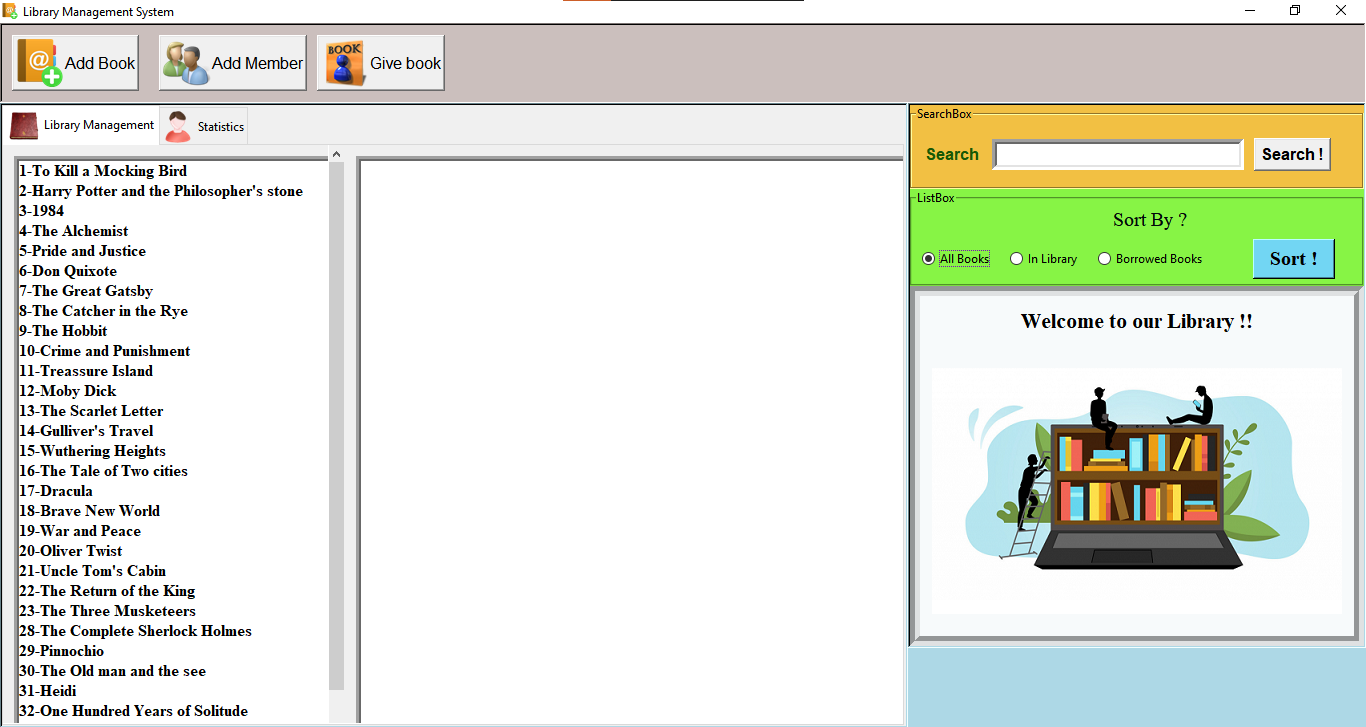 Library Management System
Add Book
Add Member
BOOK
Give book
Library Management
Statistics
1-To Kill a Mocking Bird
2-Harry Potter and the Philosopher's stone
3-1984
4-The Alchemist
5-Pride and Justice
6-Don Quixote
7-The Great Gatsby
8-The Catcher in the Rye
9-The Hobbit
10-Crime and Punishment
11-Treassure Island
12-Moby Dick
13-The Scarlet Letter
14-Gulliver's Travel
15-Wuthering Heights
16-The Tale of Two cities
17-Dracula
18-Brave New World
19-War and Peace
20-Oliver Twist
21-Uncle Tom's Cabin
22-The Return of the King
23-The Three Musketeers
28-The Complete Sherlock Holmes
29-Pinnochio
30-The Old man and the see
31-Heidi
32-One Hundred Years of Solitude
SearchBox
Search
Search !
ListBox
Sort By ?
All Books
In Library
Borrowed Books
Sort !
Welcome to our Library !!